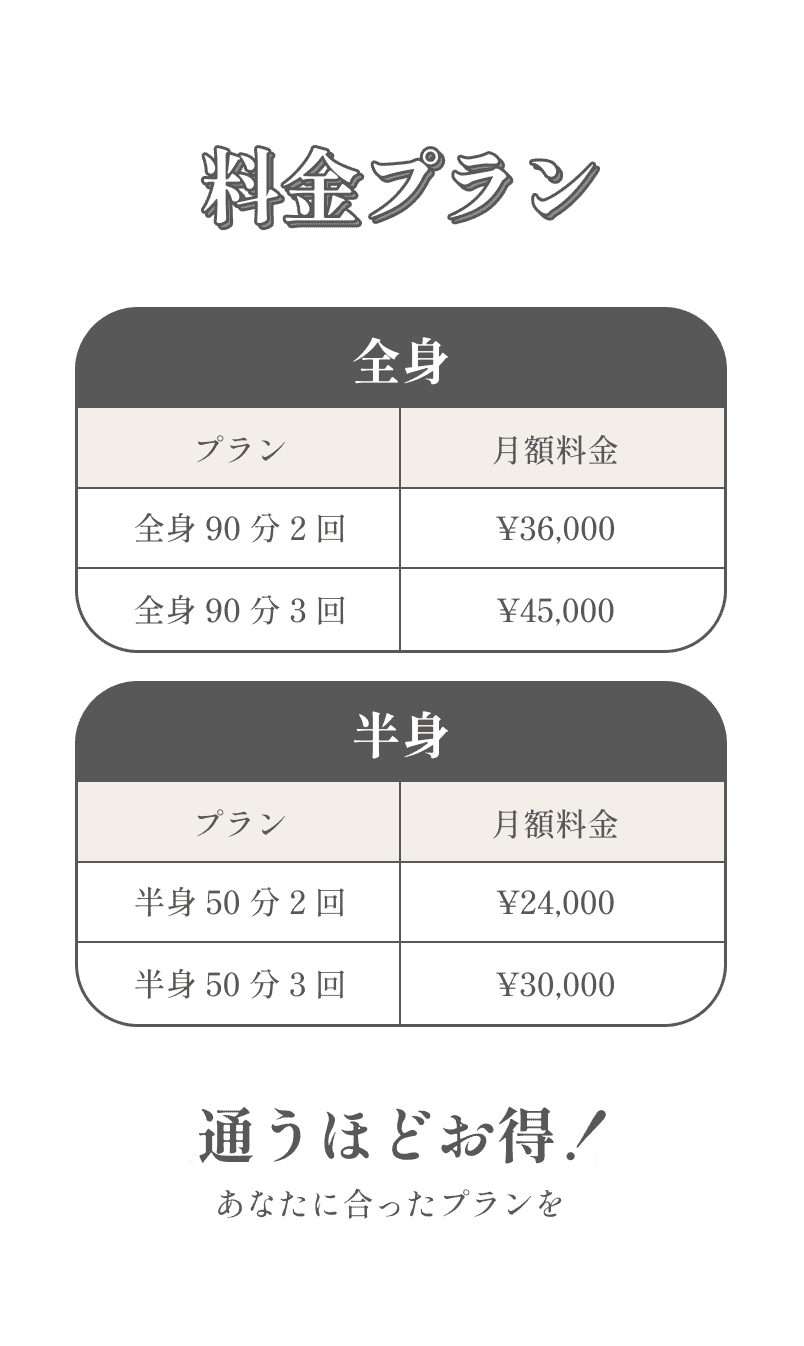 料金プラン
全身
プラン 月額料金
全身 90 分 2 回 ¥36,000
全身 90 分 3 回 ¥45,000
半身
プラン 月額料金
半身 50 分 2 回 ¥24,000
半身 50 分 3 回 ¥30,000
通うほどお得！
あなたに合ったプランを